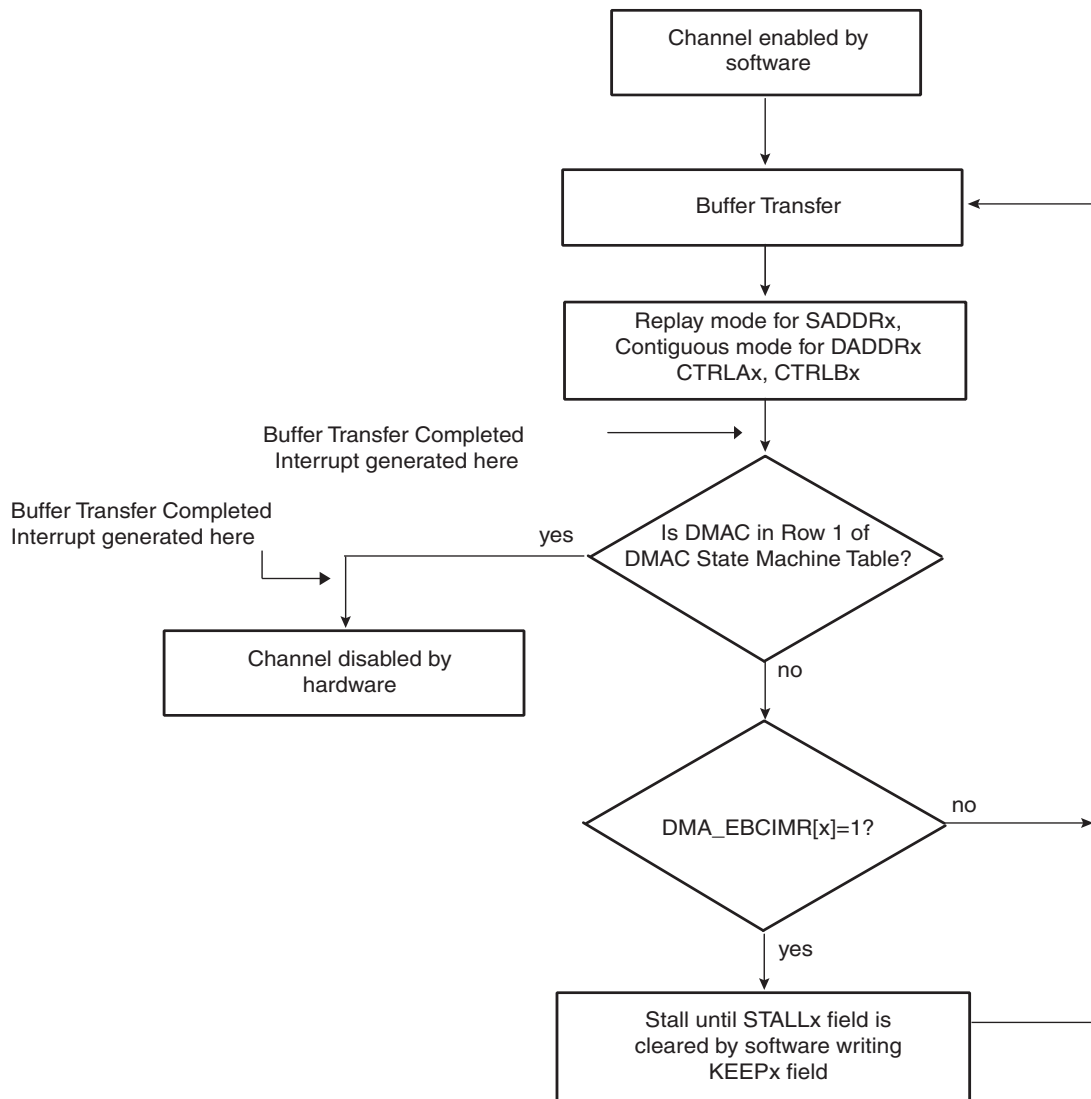 Channel enabled by
software
Buffer Transfer
Replay mode for SADDRx,
Contiguous mode for DADDRx
CTRLAx, CTRLBx
Buffer Transfer Completed
Interrupt generated here
Buffer Transfer Completed
Interrupt generated here
yes
Is DMAC in Row 1 of
DMAC State Machine Table?
Channel disabled by
hardware
no
DMA_EBCIMR[x]=1?
no
yes
Stall until STALLx field is
cleared by software writing
KEEPx field